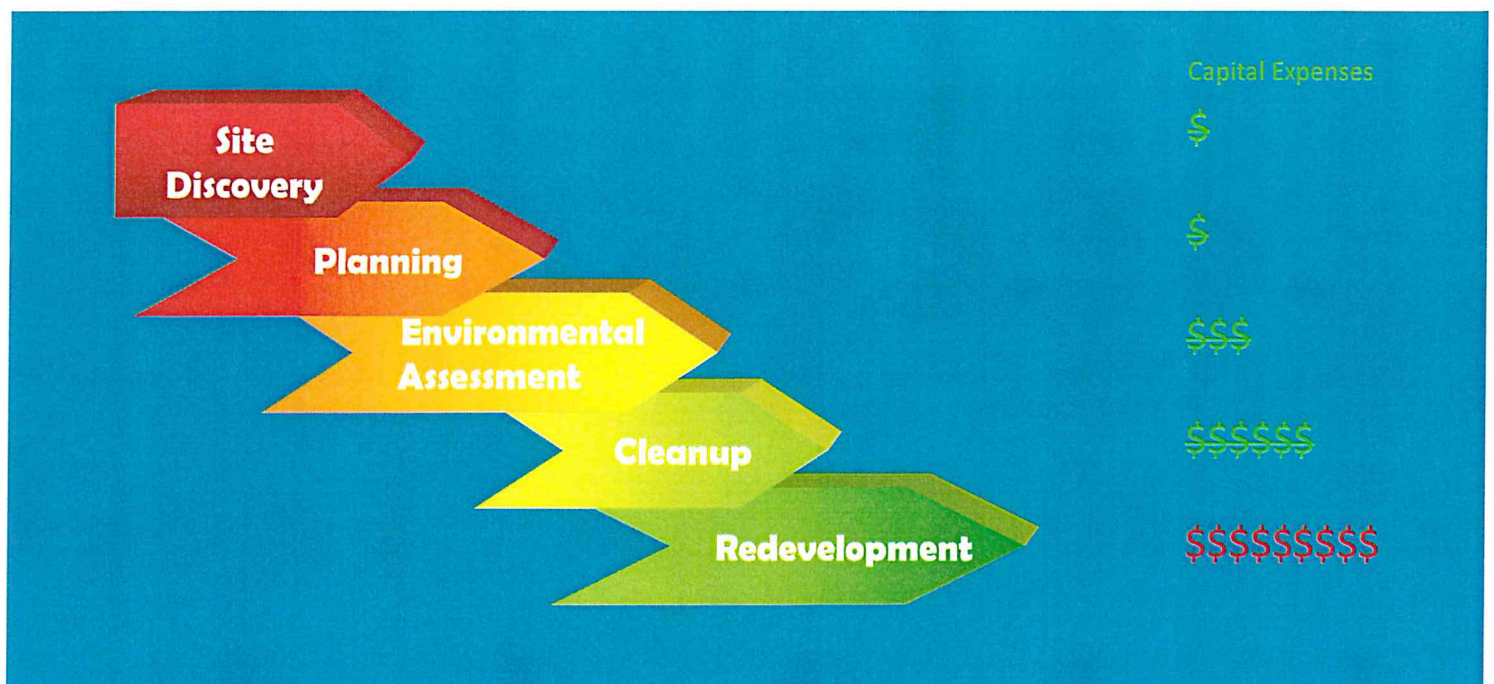 Capital Expenses
Site
Discovery
$
Planning
$
Environmental
Assessment
$$$
Cleanup
$$$$$$
Redevelopment
$$$$$$$$$